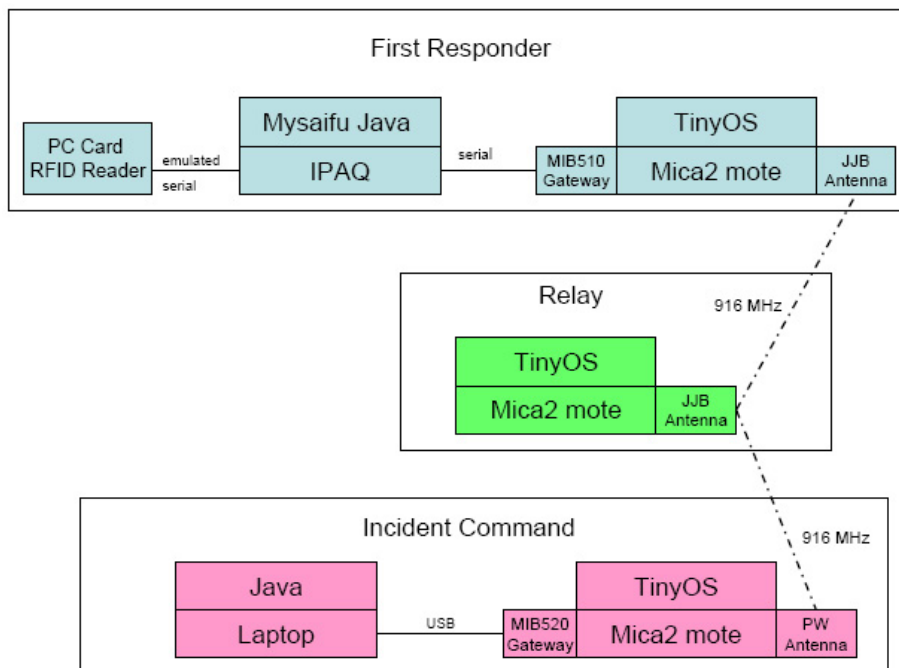 First Responder
PC Card
RFID Reader
emulated
serial
Mysaifu Java
IPAQ
serial
MIB510
Gateway
TinyOS
Mica2 mote
JJB
Antenna
916 MHz
Relay
TinyOS
Mica2 mote
JJB
Antenna
916 MHz
Incident Command
Java
Laptop
USB
MIB520
Gateway
TinyOS
Mica2 mote
PW
Antenna